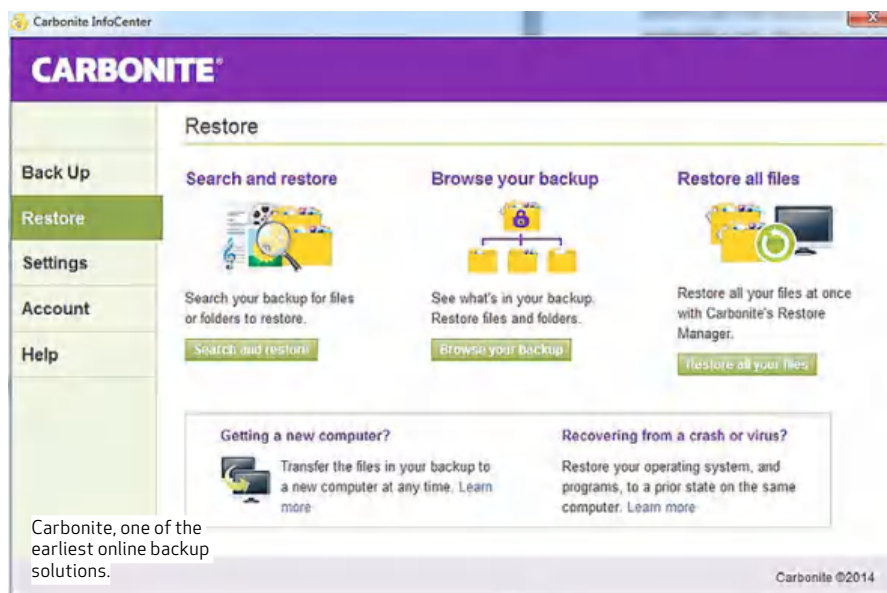 Carbonite InfoCenter
CARBONITE®
Restore
Back Up
Restore
Settings
Account
Help
Search and restore
Search your backup for files
or folders to restore.
Search and restore
Browse your backup
See what's in your backup.
Restore files and folders.
Browse your backup
Restore all files
Restore all your files at once
with Carbonite's Restore
Manager.
Restore all your files
Getting a new computer?
Transfer the files in your backup to
a new computer at any time. Learn
more
Recovering from a crash or virus?
Restore your operating system, and
programs, to a prior state on the same
computer. Learn more
Carbonite, one of the
earliest online backup
solutions.
Carbonite ©2014